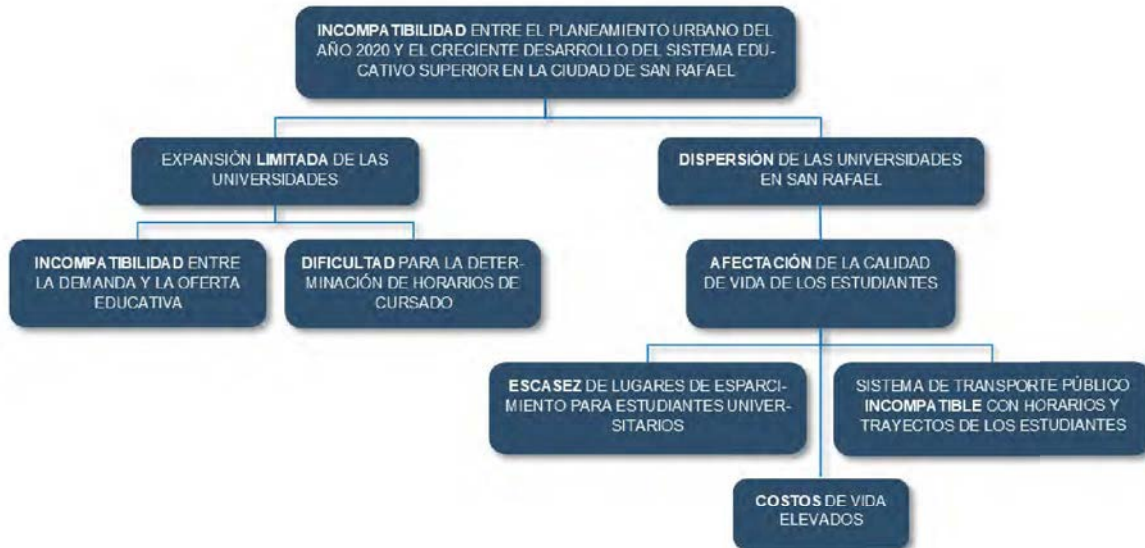 INCOMPATIBILIDAD ENTRE EL PLANEAMIENTO URBANO DEL
AÑO 2020 Y EL CRECIENTE DESARROLLO DEL SISTEMA EDU-
CATIVO SUPERIOR EN LA CIUDAD DE SAN RAFAEL
EXPANSIÓN LIMITADA DE LAS
UNIVERSIDADES
DISPERSIÓN DE LAS UNIVERSIDADES
EN SAN RAFAEL
INCOMPATIBILIDAD ENTRE
LA DEMANDA Y LA OFERTA
EDUCATIVA
DIFICULTAD PARA LA DETER-
MINACIÓN DE HORARIOS DE
CURSADO
AFECTACIÓN DE LA CALIDAD
DE VIDA DE LOS ESTUDIANTES
ESCASEZ DE LUGARES DE ESPARCI-
MIENTO PARA ESTUDIANTES UNIVER-
SITARIOS
SISTEMA DE TRANSPORTE PÚBLICO
INCOMPATIBLE CON HORARIOS Y
TRAYECTOS DE LOS ESTUDIANTES
COSTOS DE VIDA
ELEVADOS